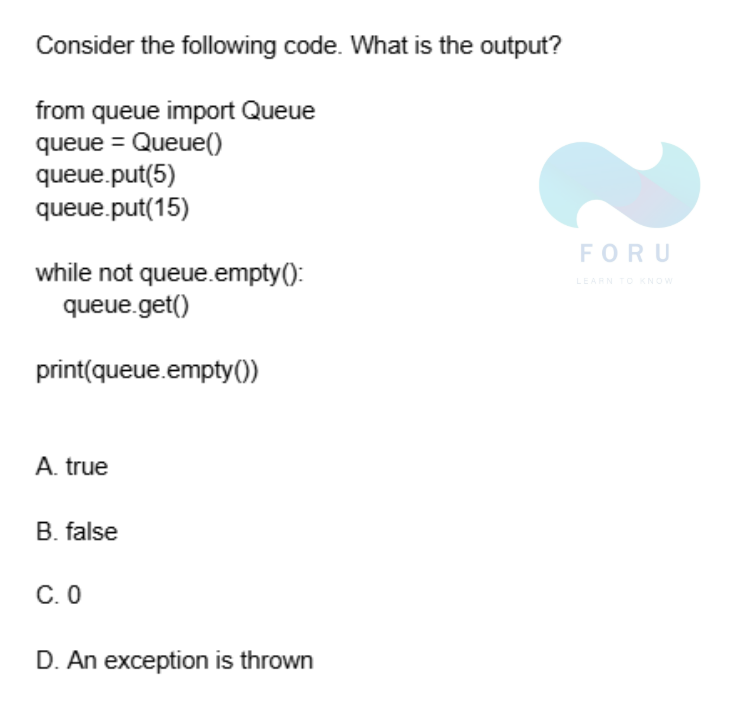 Consider the following code. What is the output?
from queue import Queue
queue = Queue()
queue.put(5)
queue.put(15)
FORU
LEARN TO KNOW
while not queue.empty():
queue.get()
print(queue.empty())
A. true
B. false
C. 0
D. An exception is thrown